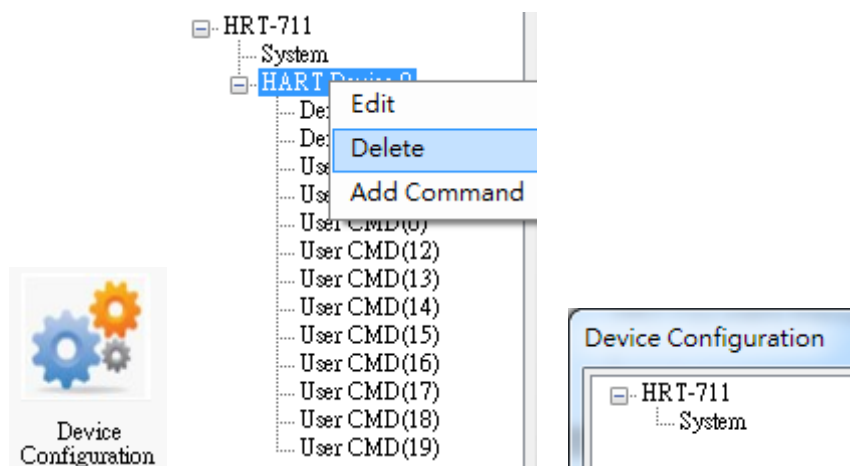 HRT-711
System
HART
Edit
Delete
Add Command
User CMD(12)
User CMD(13)
User CMD(14)
User CMD(15)
User CMD(16)
User CMD(17)
User CMD(18)
User CMD(19)
Device
Configuration
Device Configuration
HRT-711
System